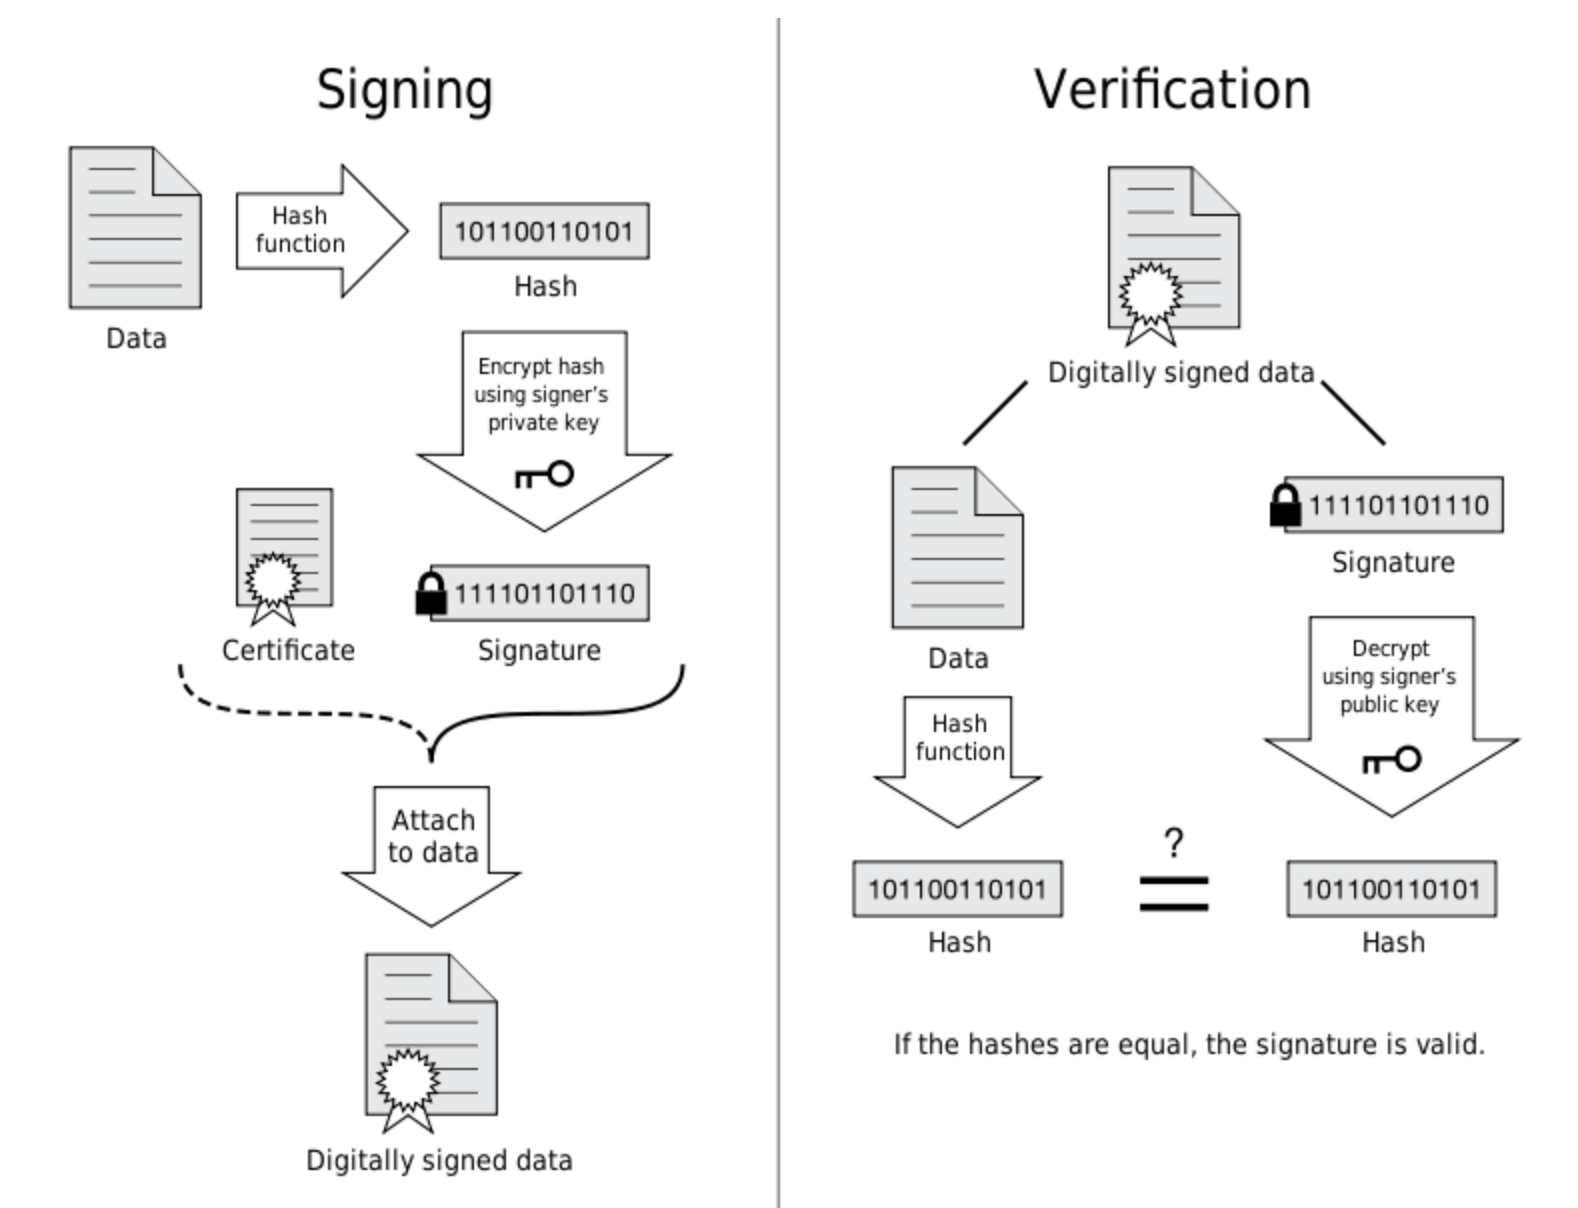 Signing
Hash
function
101100110101
Hash
Data
Encrypt hash
using signer's
private key
111101101110
Certificate
Signature
Attach
to data
Digitally signed data
Verification
Digitally signed data
Data
111101101110
Signature
Hash
function
Decrypt
using signer's
public key
101100110101
Hash
?
=
101100110101
Hash
If the hashes are equal, the signature is valid.